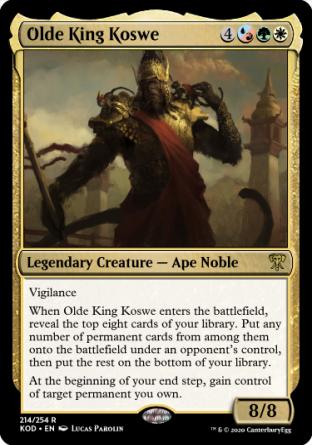 Olde King Koswe 4
Legendary Creature — Ape Noble
Vigilance
When Olde King Koswe enters the battlefield,
reveal the top eight cards of your library. Put any
number of permanent cards from among them
onto the battlefield under an opponent's control,
then put the rest on the bottom of your library.
At the beginning of your end step, gain control
of target permanent you own.
8/8
214/254 R
KOD • EN Lucas Parolin
™ & © 2020 CanterburyEgg